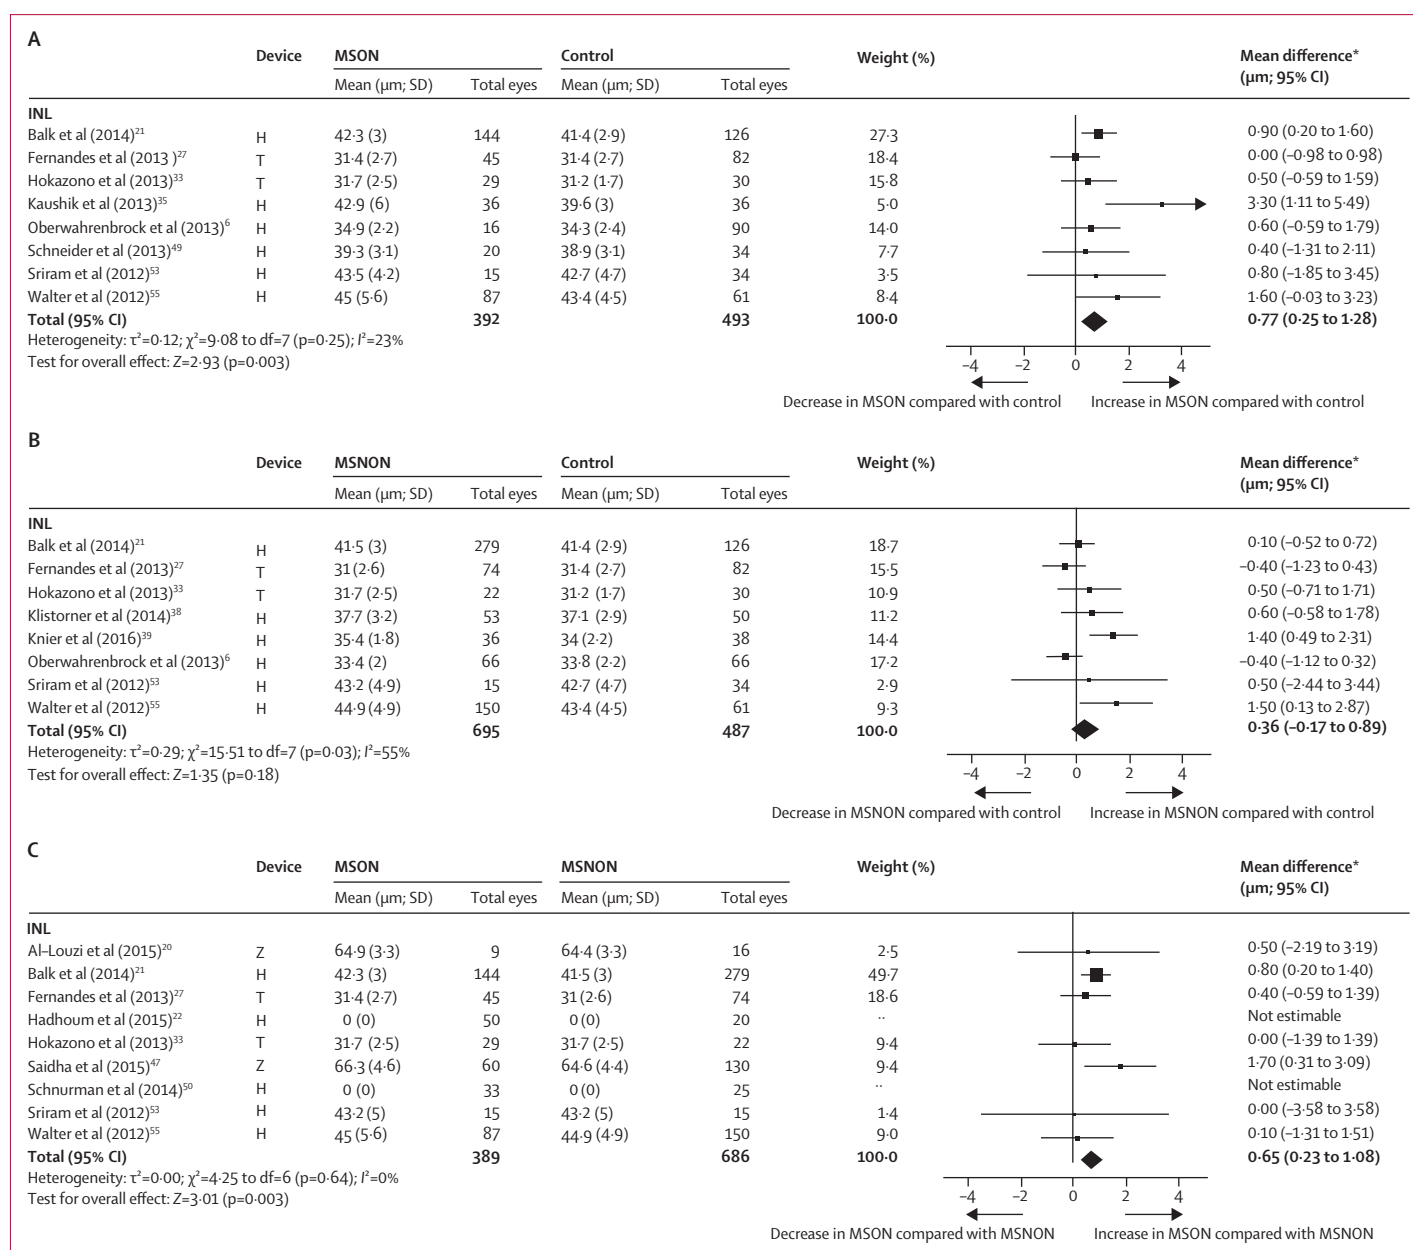 A
Device MSON Control Weight (%) Mean difference*
(µm; 95% CI)
Mean (µm; SD) Total eyes Mean (µm; SD) Total eyes
INL
Balk et al (2014)²¹ H 42·3 (3) 144 41·4 (2·9) 126 27·3 0·90 (0·20 to 1·60)
Fernandes et al (2013 )²⁷ T 31·4 (2·7) 45 31·4 (2·7) 82 18·4 0·00 (–0·98 to 0·98)
Hokazono et al (2013)³³ T 31·7 (2·5) 29 31·2 (1·7) 30 15·8 0·50 (–0·59 to 1·59)
Kaushik et al (2013)³⁵ H 42·9 (6) 36 39·6 (3) 36 5·0 3·30 (1·11 to 5·49)
Oberwahrenbrock et al (2013)⁶ H 34·9 (2·2) 16 34·3 (2·4) 90 14·0 0·60 (–0·59 to 1·79)
Schneider et al (2013)⁴⁹ H 39·3 (3·1) 20 38·9 (3·1) 34 7·7 0·40 (–1·31 to 2·11)
Sriram et al (2012)⁵³ H 43·5 (4·2) 15 42·7 (4·7) 34 3·5 0·80 (–1·85 to 3·45)
Walter et al (2012)⁵⁵ H 45 (5·6) 87 43·4 (4·5) 61 8·4 1·60 (–0·03 to 3·23)
Total (95% CI) 392 493 100·0 0·77 (0·25 to 1·28)
Heterogeneity: τ²=0·12; χ²=9·08 to df=7 (p=0·25); I²=23%
Test for overall effect: Z=2·93 (p=0·003)
–4 –2 0 2 4
Decrease in MSON compared with control Increase in MSON compared with control
B
Device MSNON Control Weight (%) Mean difference*
(µm; 95% CI)
Mean (µm; SD) Total eyes Mean (µm; SD) Total eyes
INL
Balk et al (2014)²¹ H 41·5 (3) 279 41·4 (2·9) 126 18·7 0·10 (–0·52 to 0·72)
Fernandes et al (2013)²⁷ T 31 (2·6) 74 31·4 (2·7) 82 15·5 –0·40 (–1·23 to 0·43)
Hokazono et al (2013)³³ T 31·7 (2·5) 22 31·2 (1·7) 30 10·9 0·50 (–0·71 to 1·71)
Klistorner et al (2014)³⁸ H 37·7 (3·2) 53 37·1 (2·9) 50 11·2 0·60 (–0·58 to 1·78)
Knier et al (2016)³⁹ H 35·4 (1·8) 36 34 (2·2) 38 14·4 1·40 (0·49 to 2·31)
Oberwahrenbrock et al (2013)⁶ H 33·4 (2) 66 33·8 (2·2) 66 17·2 –0·40 (–1·12 to 0·32)
Sriram et al (2012)⁵³ H 43·2 (4·9) 15 42·7 (4·7) 34 2·9 0·50 (–2·44 to 3·44)
Walter et al (2012)⁵⁵ H 44·9 (4·9) 150 43·4 (4·5) 61 9·3 1·50 (0·13 to 2·87)
Total (95% CI) 695 487 100·0 0·36 (–0·17 to 0·89)
Heterogeneity: τ²=0·29; χ²=15·51 to df=7 (p=0·03); I²=55%
Test for overall effect: Z=1·35 (p=0·18)
–4 –2 0 2 4
Decrease in MSNON compared with control Increase in MSNON compared with control
C
Device MSON MSNON Weight (%) Mean difference*
(µm; 95% CI)
Mean (µm; SD) Total eyes Mean (µm; SD) Total eyes
INL
Al–Louzi et al (2015)²⁰ Z 64·9 (3·3) 9 64·4 (3·3) 16 2·5 0·50 (–2·19 to 3·19)
Balk et al (2014)²¹ H 42·3 (3) 144 41·5 (3) 279 49·7 0·80 (0·20 to 1·40)
Fernandes et al (2013)²⁷ T 31·4 (2·7) 45 31 (2·6) 74 18·6 0·40 (–0·59 to 1·39)
Hadhoum et al (2015)²² H 0 (0) 50 0 (0) 20 ·· Not estimable
Hokazono et al (2013)³³ T 31·7 (2·5) 29 31·7 (2·5) 22 9·4 0·00 (–1·39 to 1·39)
Saidha et al (2015)⁴⁷ Z 66·3 (4·6) 60 64·6 (4·4) 130 9·4 1·70 (0·31 to 3·09)
Schnurman et al (2014)⁵⁰ H 0 (0) 33 0 (0) 25 ·· Not estimable
Sriram et al (2012)⁵³ H 43·2 (5) 15 43·2 (5) 15 1·4 0·00 (–3·58 to 3·58)
Walter et al (2012)⁵⁵ H 45 (5·6) 87 44·9 (4·9) 150 9·0 0·10 (–1·31 to 1·51)
Total (95% CI) 389 686 100·0 0·65 (0·23 to 1·08)
Heterogeneity: τ²=0·00; χ²=4·25 to df=6 (p=0·64); I²=0%
Test for overall effect: Z=3·01 (p=0·003)
–4 –2 0 2 4
Decrease in MSON compared with MSNON Increase in MSON compared with MSNON